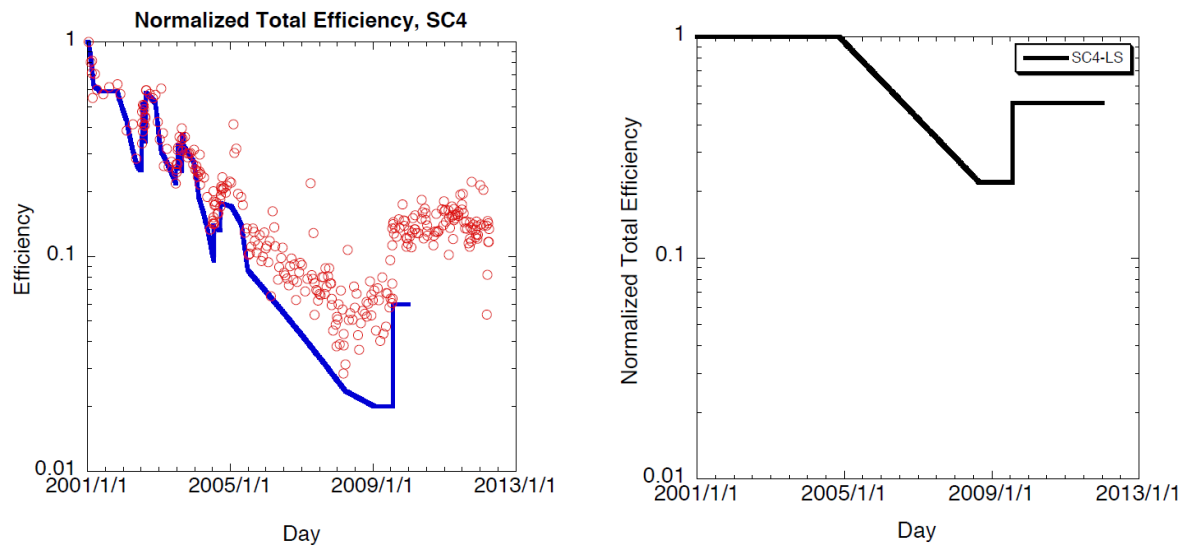 Normalized Total Efficiency, SC4
1
0.1
0.01
Efficiency
2001/1/1 2005/1/1 2009/1/1 2013/1/1
Day
SC4-LS
1
0.1
0.01
Normalized Total Efficiency
2001/1/1 2005/1/1 2009/1/1 2013/1/1
Day